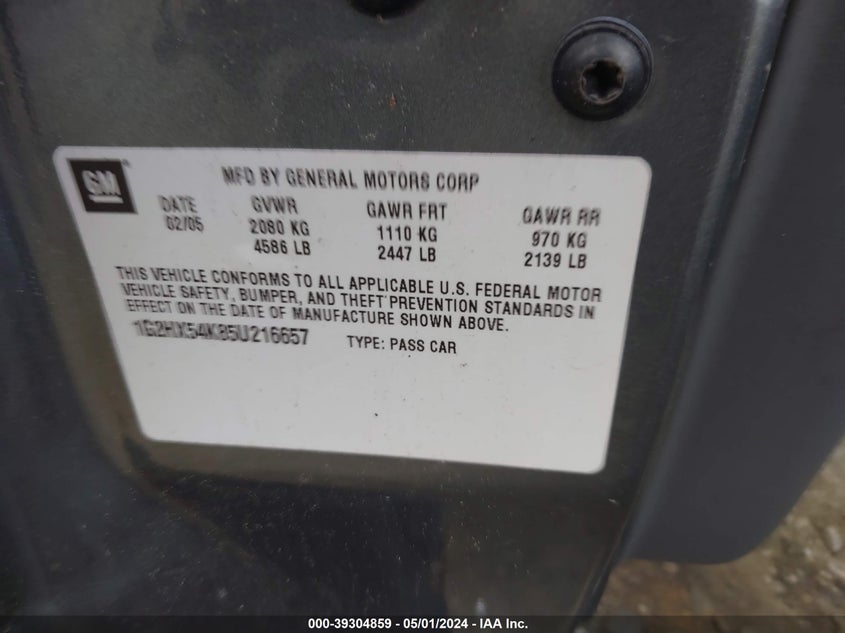 GM
MFD BY GENERAL MOTORS CORP
DATE GVWR GAWR FRT GAWR RR
02/05 2080 KG 1110 KG 970 KG
4586 LB 2447 LB 2139 LB
THIS VEHICLE CONFORMS TO ALL APPLICABLE U.S. FEDERAL MOTOR
VEHICLE SAFETY, BUMPER, AND THEFT PREVENTION STANDARDS IN
EFFECT ON THE DATE OF MANUFACTURE SHOWN ABOVE.
1G2HX54K85U216657 TYPE: PASS CAR
000-39304859 - 05/01/2024 - IAA Inc.